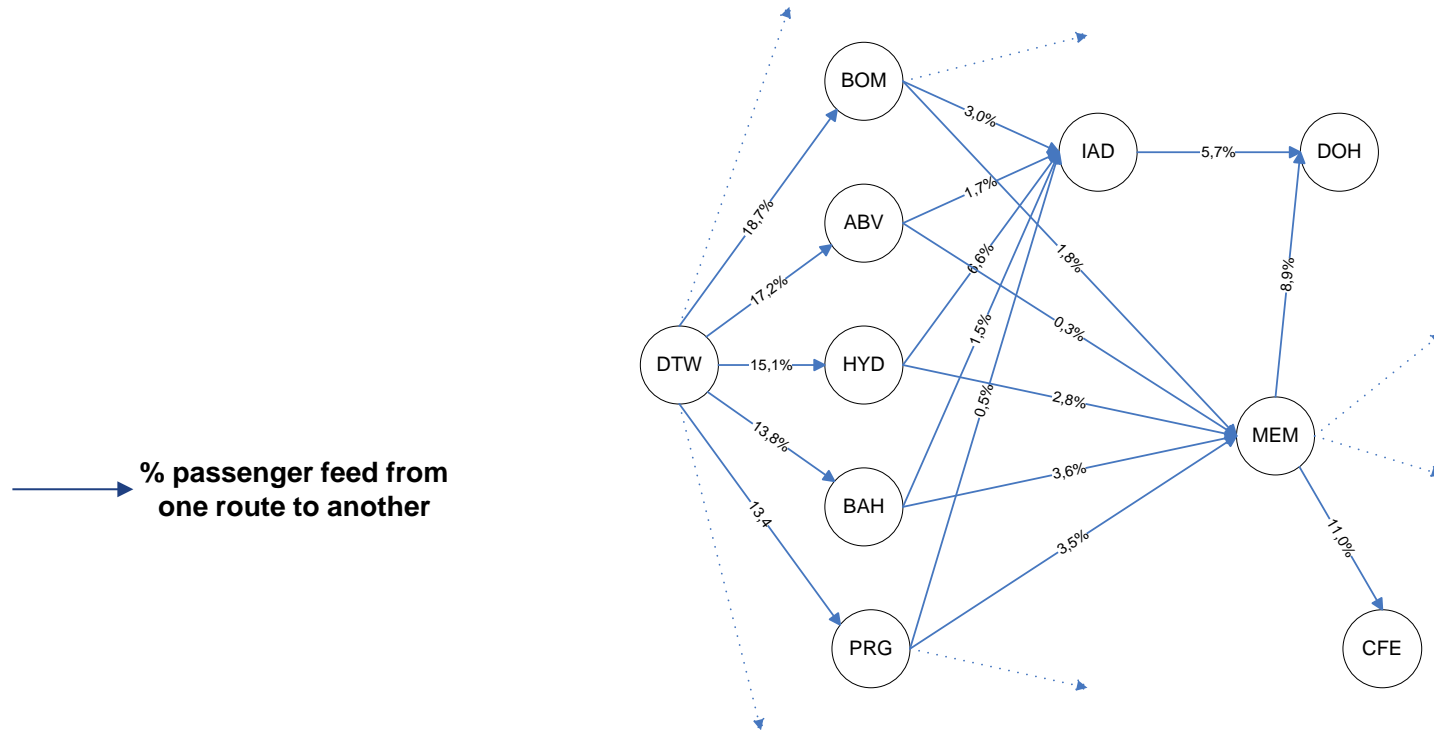 BOM
3,0%
IAD
5,7%
DOH
18,7%
ABV
1,7%
17,2%
6,6%
1,8%
8,9%
DTW
15,1%
HYD
1,5%
0,3%
0,5%
2,8%
MEM
13,8%
3,6%
% passenger feed from
one route to another
BAH
13,4
3,5%
11,0%
PRG
CFE